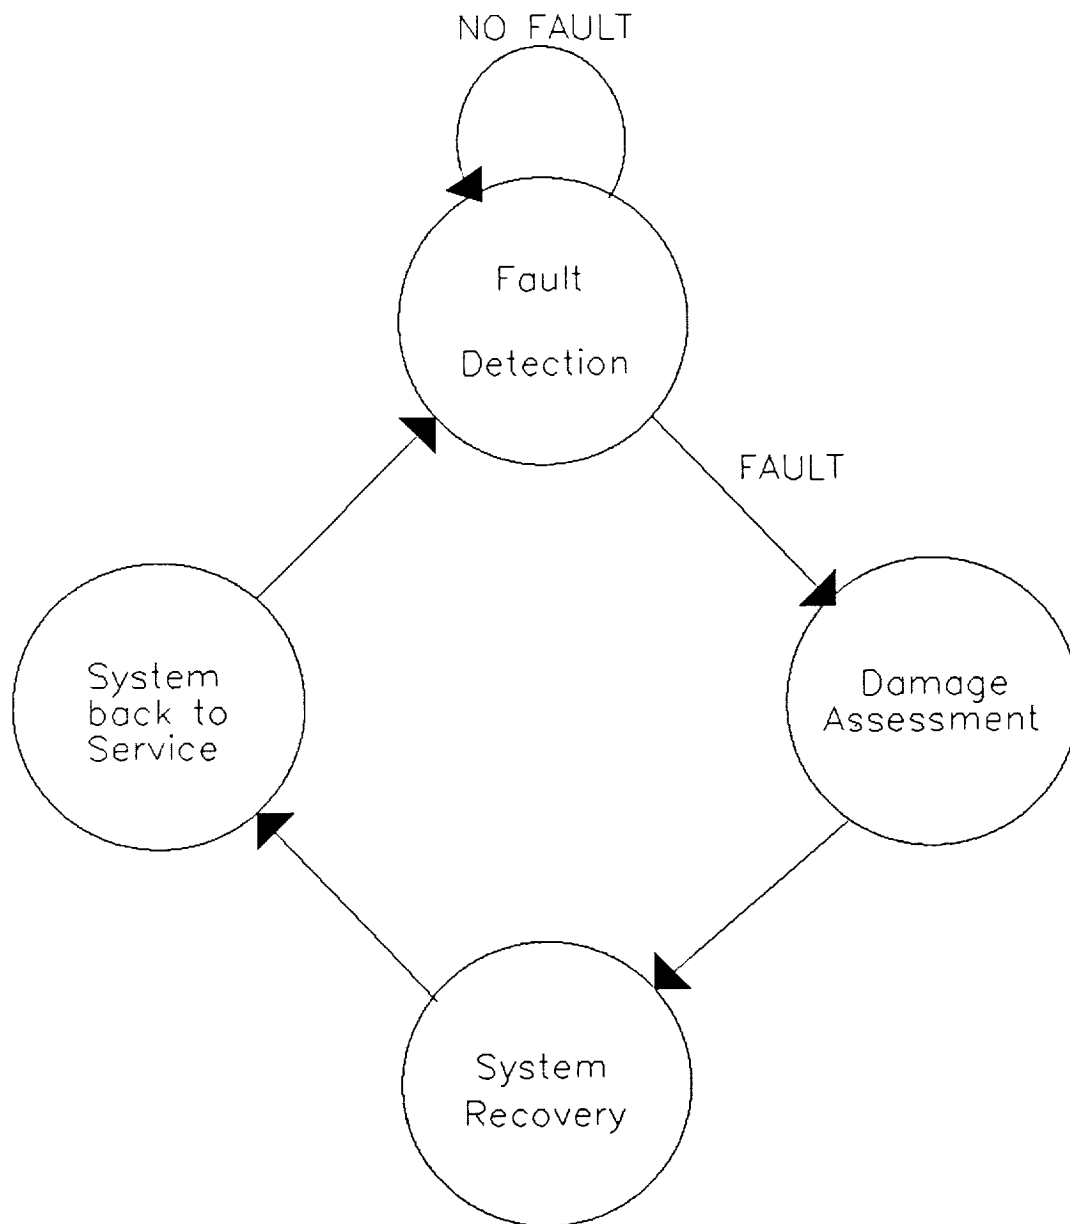 NO FAULT
Fault
Detection
FAULT
Damage
Assessment
System
back to
Service
System
Recovery